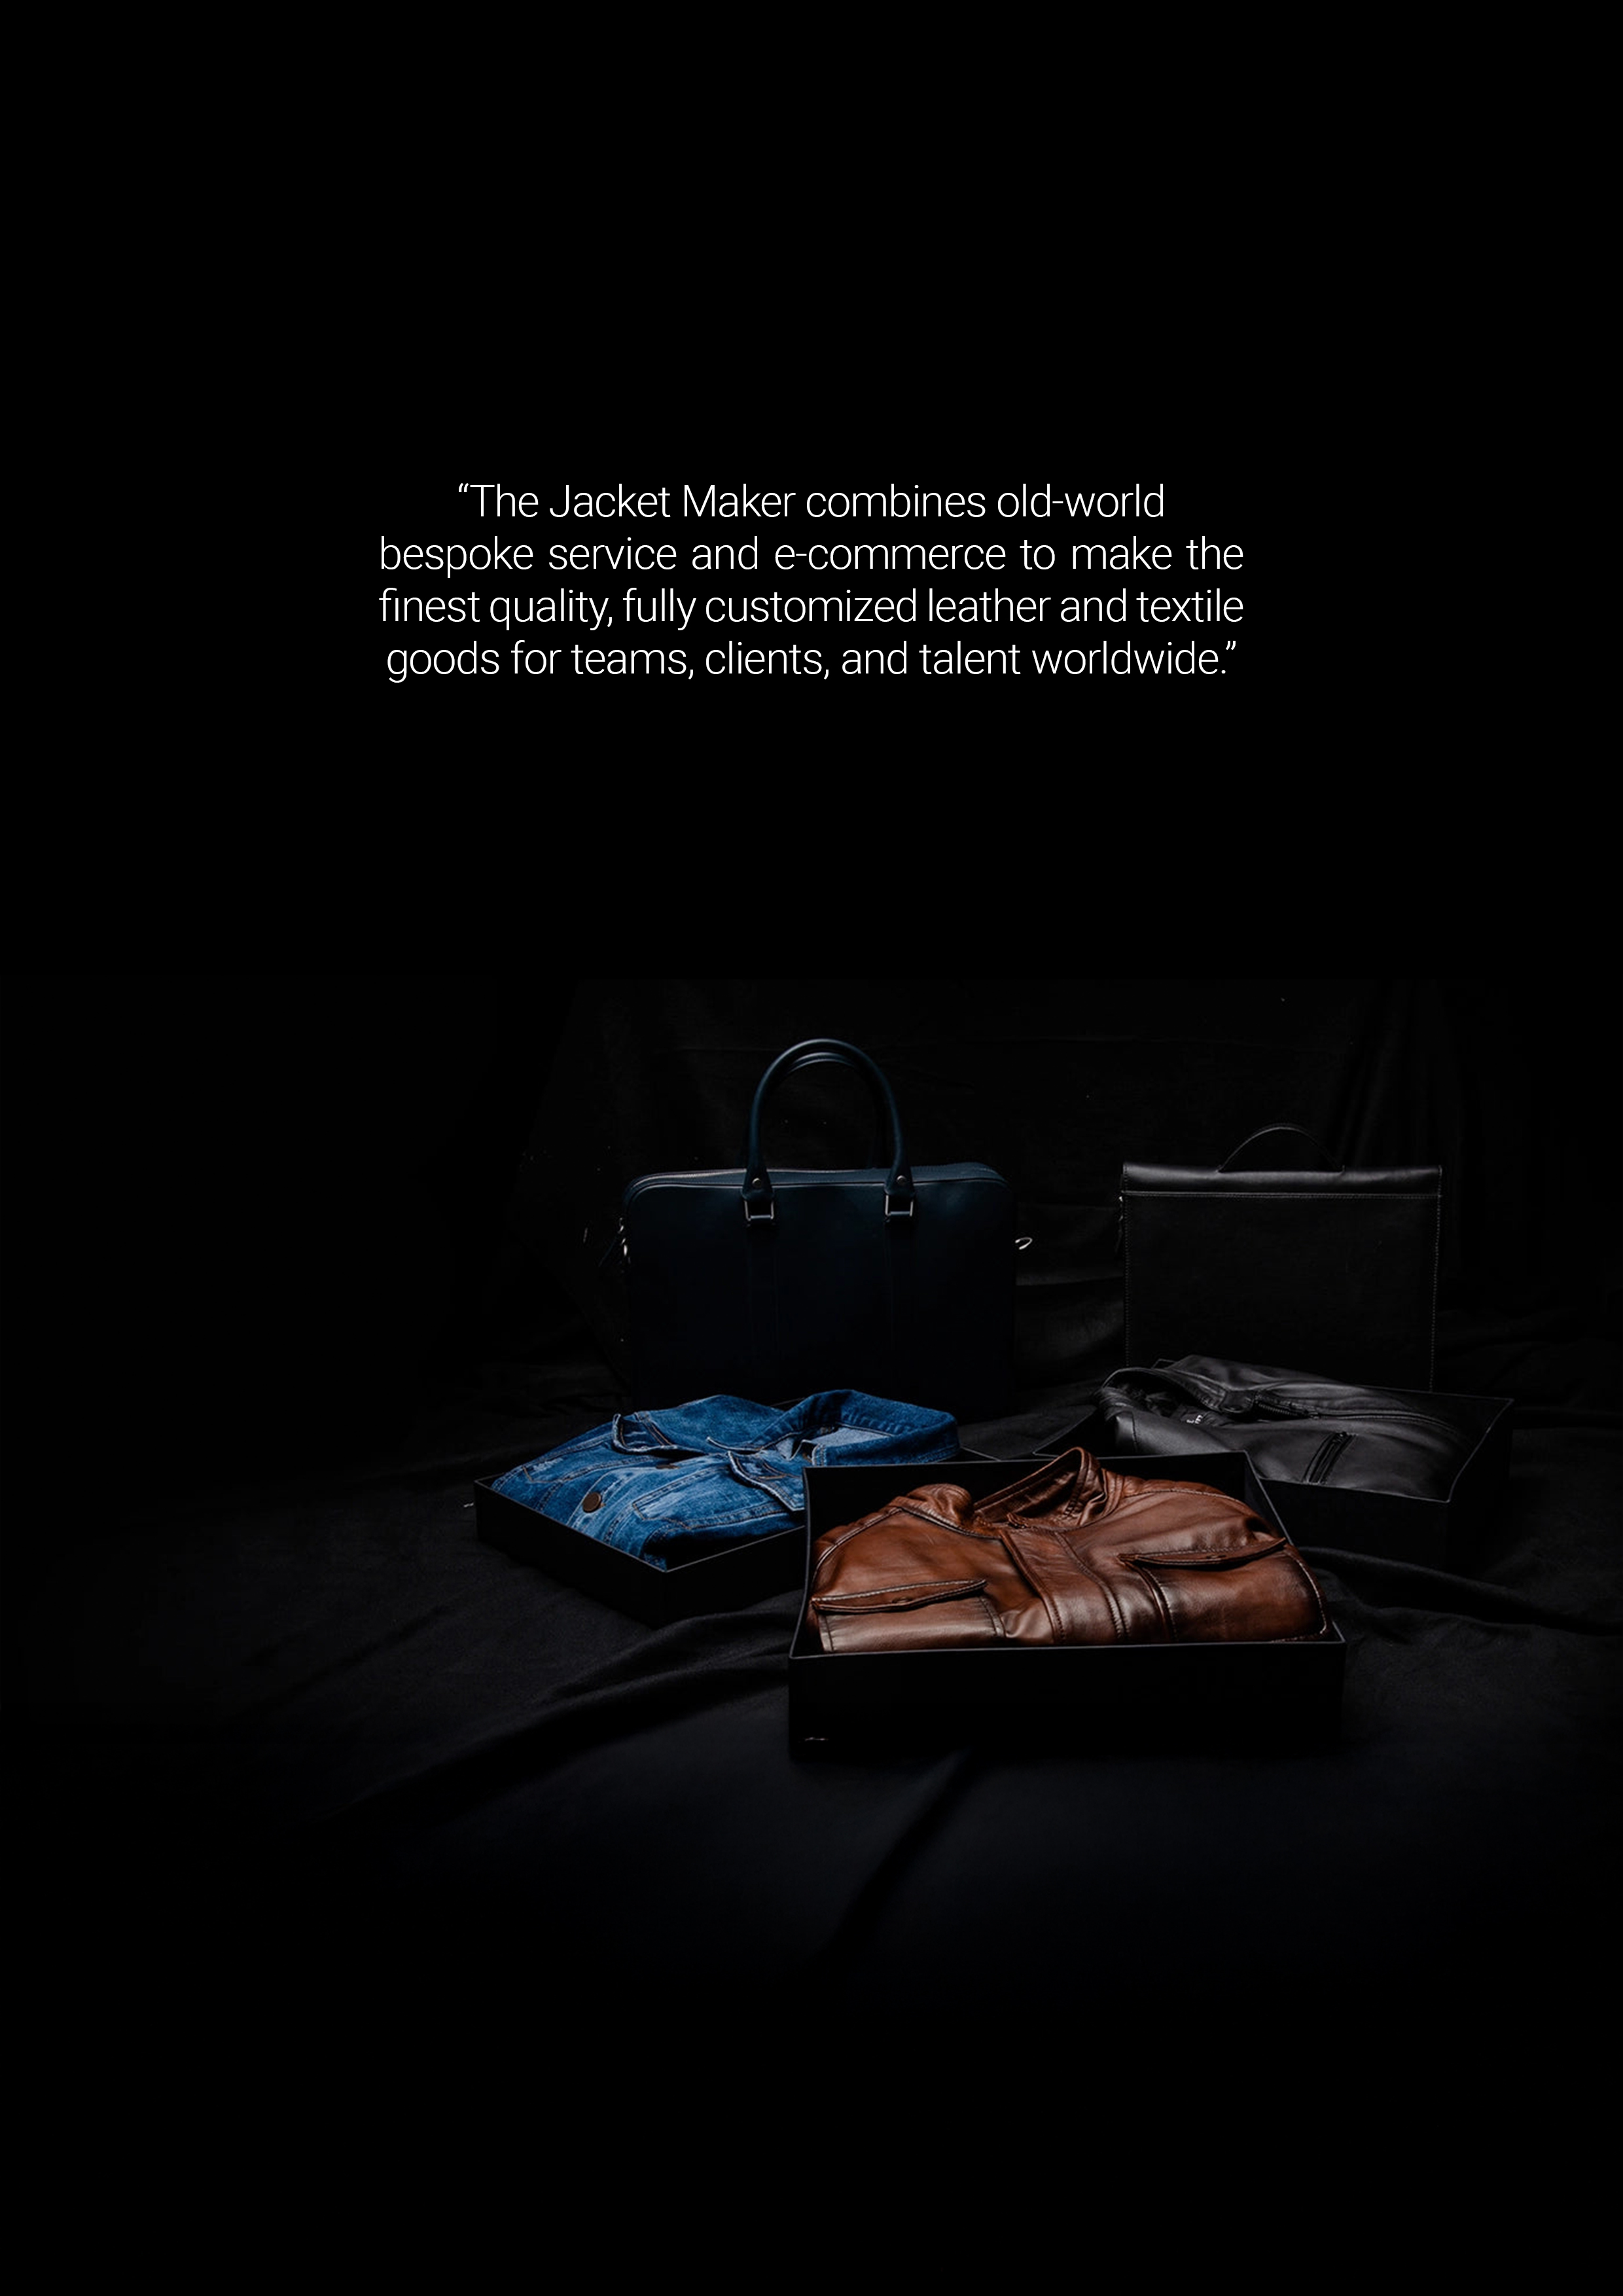 “The Jacket Maker combines old-world
bespoke service and e-commerce to make the
finest quality, fully customized leather and textile
goods for teams, clients, and talent worldwide.”